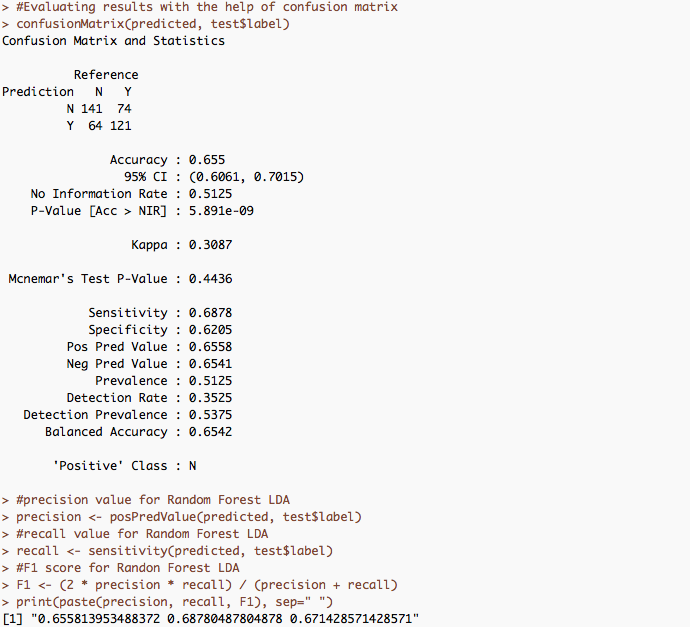 > #Evaluating results with the help of confusion matrix
> confusionMatrix(predicted, test$label)
Confusion Matrix and Statistics
Reference
Prediction N Y
N 141 74
Y 64 121
Accuracy : 0.655
95% CI : (0.6061, 0.7015)
No Information Rate : 0.5125
P-Value [Acc > NIR] : 5.891e-09
Kappa : 0.3087
Mcnemar's Test P-Value : 0.4436
Sensitivity : 0.6878
Specificity : 0.6205
Pos Pred Value : 0.6558
Neg Pred Value : 0.6541
Prevalence : 0.5125
Detection Rate : 0.3525
Detection Prevalence : 0.5375
Balanced Accuracy : 0.6542
'Positive' Class : N
> #precision value for Random Forest LDA
> precision <- posPredValue(predicted, test$label)
> #recall value for Random Forest LDA
> recall <- sensitivity(predicted, test$label)
> #F1 score for Randon Forest LDA
> F1 <- (2 * precision * recall) / (precision + recall)
> print(paste(precision, recall, F1), sep=" ")
[1] "0.655813953488372 0.68780487804878 0.671428571428571"